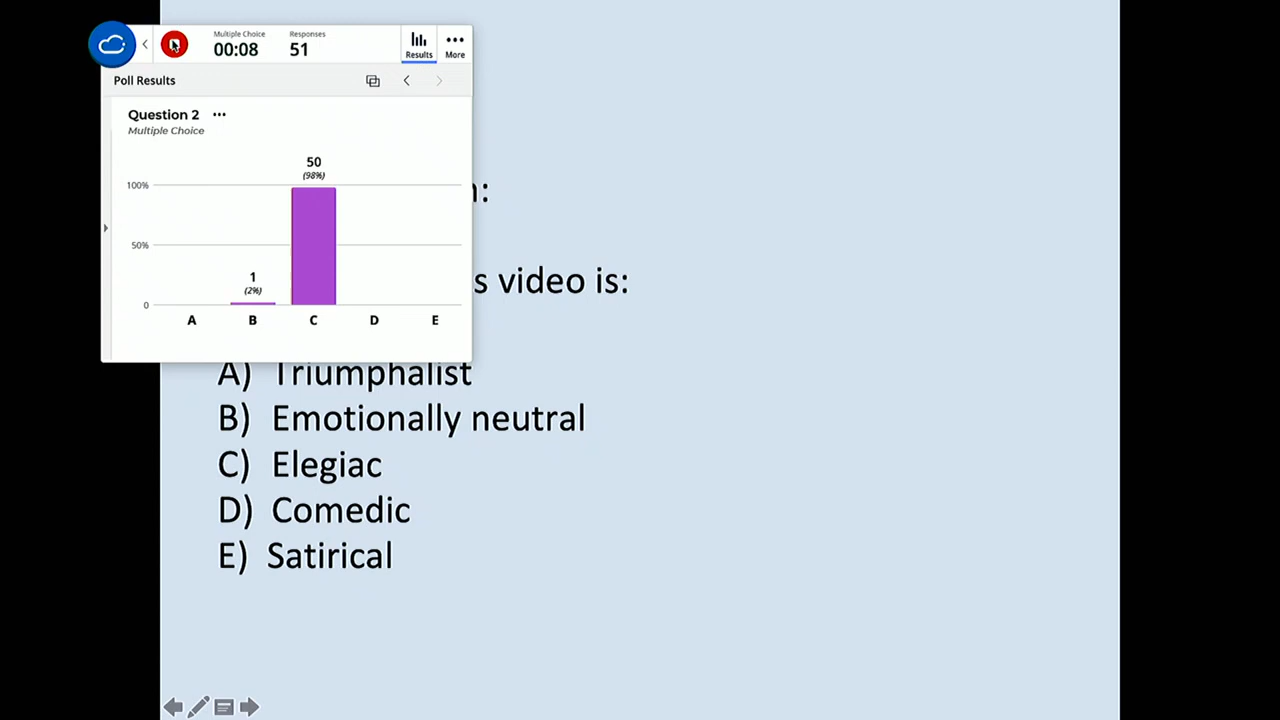 Multiple Choice
00:08
Responses
51
Results
More
Poll Results
Question 2 •••
Multiple Choice
50
(98%)
100%
50%
1
(2%)
0
A B C D E
:
s video is:
A) Triumphalist
B) Emotionally neutral
C) Elegiac
D) Comedic
E) Satirical